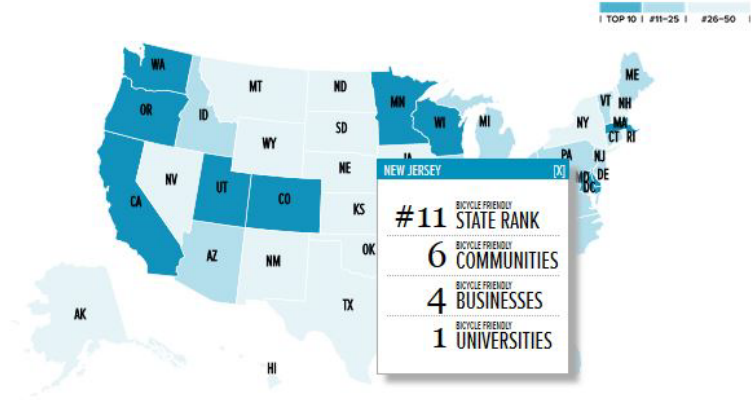 TOP 10 #11–25 #26–50
WA
ME
MT
ND
VT
NH
OR
MN
ID
WI
MI
MA
NY
SD
CT RI
WY
PA
NJ
IA
NE
NEW JERSEY [X]
DE
MD
DC
NV
UT
CO
CA
KS
#11 BICYCLE FRIENDLY
STATE RANK
6 BICYCLE FRIENDLY
COMMUNITIES
OK
AZ
NM
4 BICYCLE FRIENDLY
BUSINESSES
TX
AK
1 BICYCLE FRIENDLY
UNIVERSITIES
HI